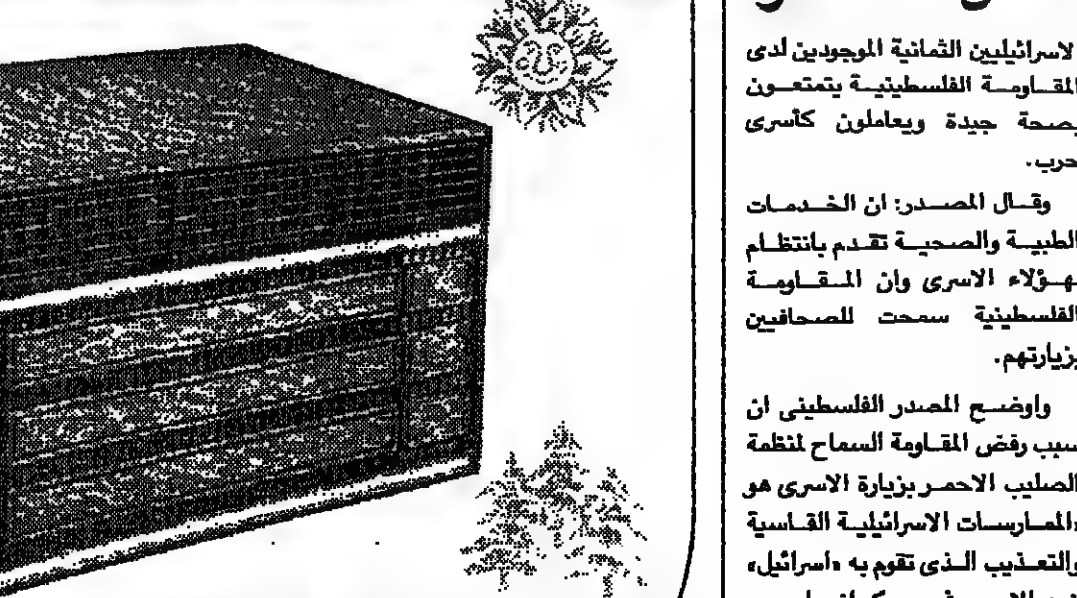 لاسرائيليين الثمانية الموجودين لدى
المقاومة الفلسطينية يتمتعون
بصحة جيدة ويعاملون كأسرى
حرب.
وقال المصدر: ان الخدمات
الطبية والصحية تقدم بانتظام
لهؤلاء الاسرى وان المقاومة
الفلسطينية سمحت للصحافيين
بزيارتهم.
واوضح المصدر الفلسطينى ان
سبب رفض المقاومة السماح لمنظمة
الصليب الاحمر بزيارة الاسرى هو
«الممارسات الاسرائيلية القاسية
والتعذيب الذى تقوم به «اسرائيل»